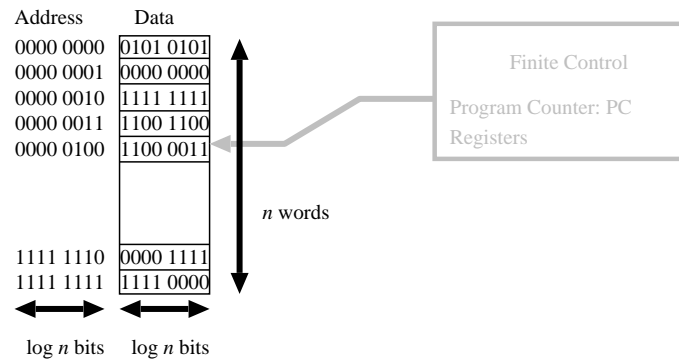 Address Data
0000 0000 0101 0101
0000 0001 0000 0000
0000 0010 1111 1111
0000 0011 1100 1100
0000 0100 1100 0011
1111 1110 0000 1111
1111 1111 1111 0000
log n bits log n bits
n words
Finite Control
Program Counter: PC
Registers